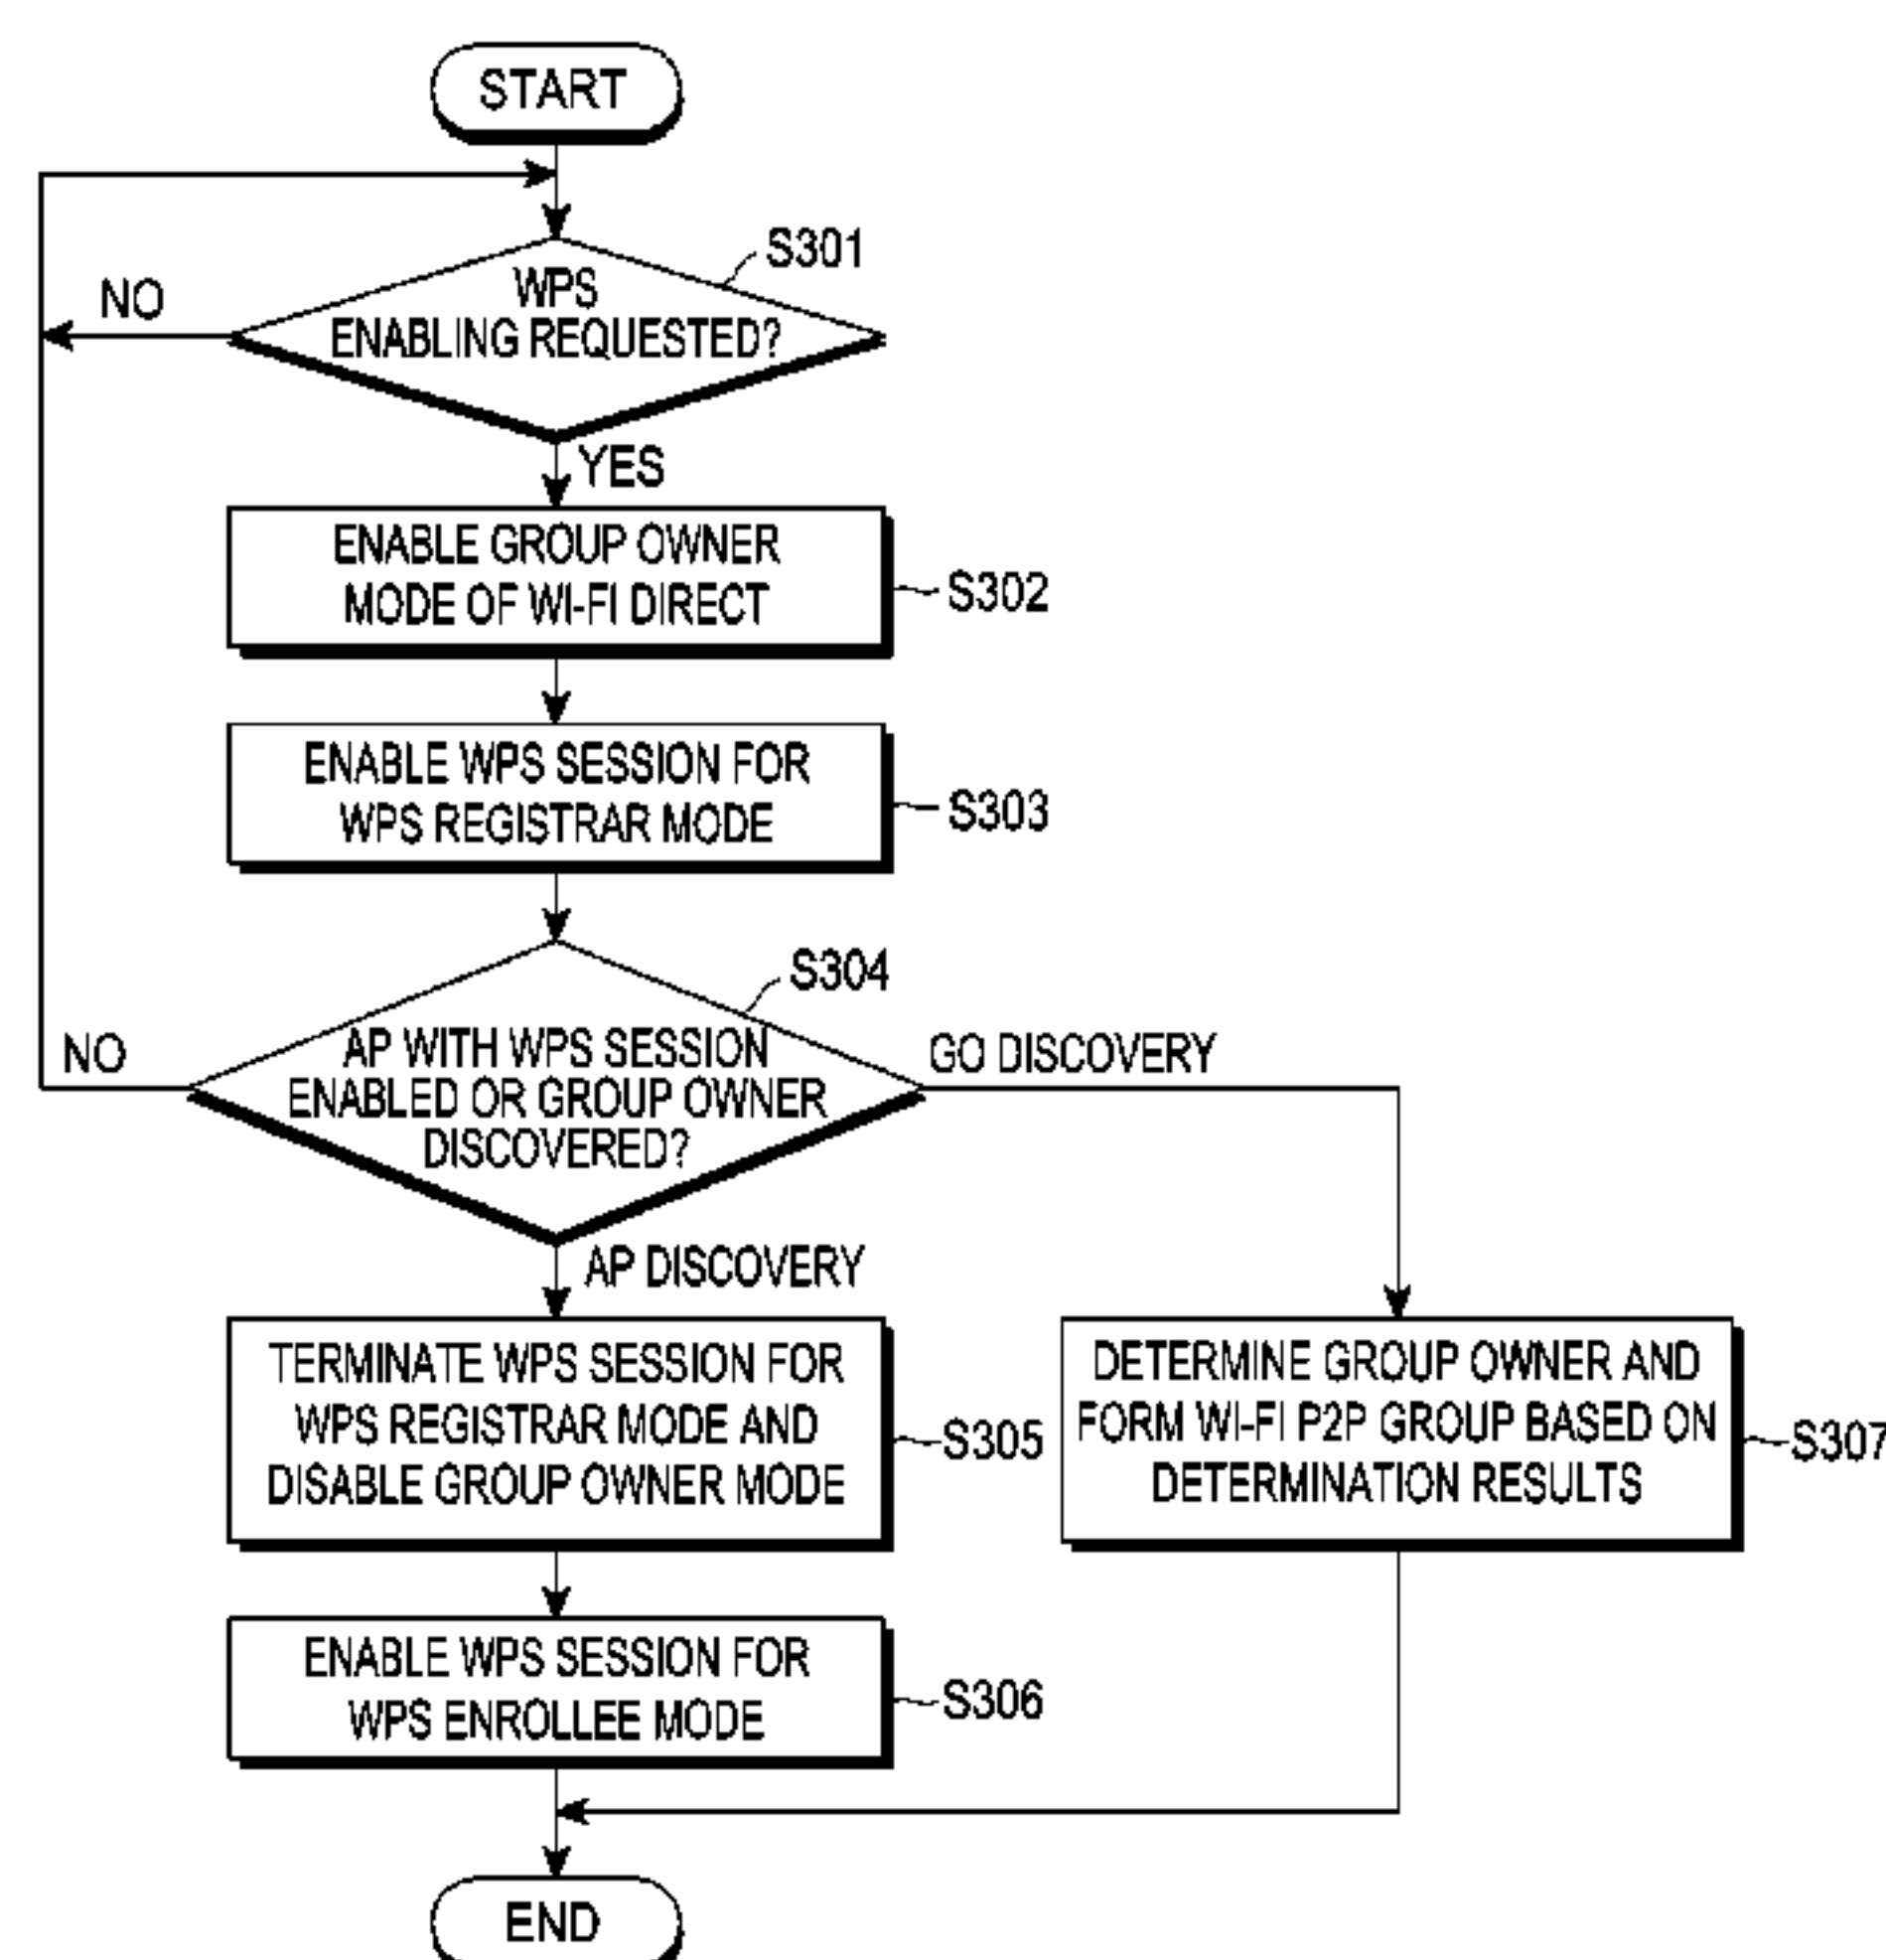 START
S301
NO
WPS
ENABLING REQUESTED?
YES
ENABLE GROUP OWNER
MODE OF WI-FI DIRECT
S302
ENABLE WPS SESSION FOR
WPS REGISTRAR MODE
S303
S304
NO
AP WITH WPS SESSION
ENABLED OR GROUP OWNER
DISCOVERED?
GO DISCOVERY
AP DISCOVERY
TERMINATE WPS SESSION FOR
WPS REGISTRAR MODE AND
DISABLE GROUP OWNER MODE
S305
DETERMINE GROUP OWNER AND
FORM WI-FI P2P GROUP BASED ON
DETERMINATION RESULTS
S307
ENABLE WPS SESSION FOR
WPS ENROLLEE MODE
S306
END